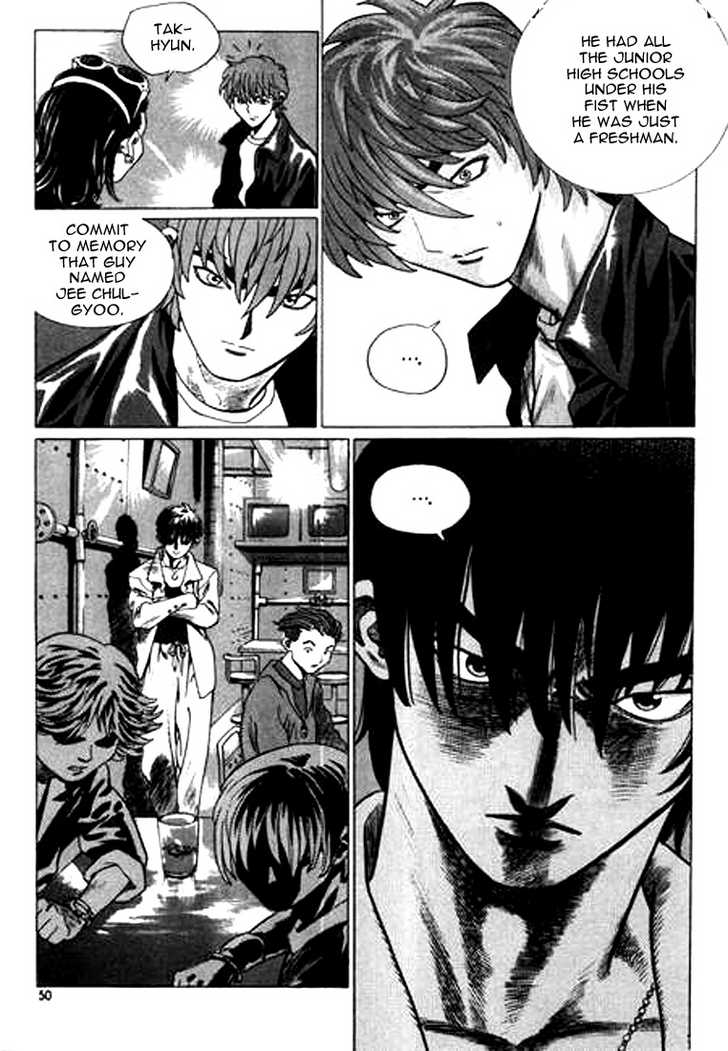 TAK-
HYUN.
HE HAD ALL
THE JUNIOR
HIGH SCHOOLS
UNDER HIS
FIST WHEN
HE WAS JUST
A FRESHMAN.
COMMIT
TO MEMORY
THAT GUY
NAMED
JEE CHUL-
GYOO.
....
....
50